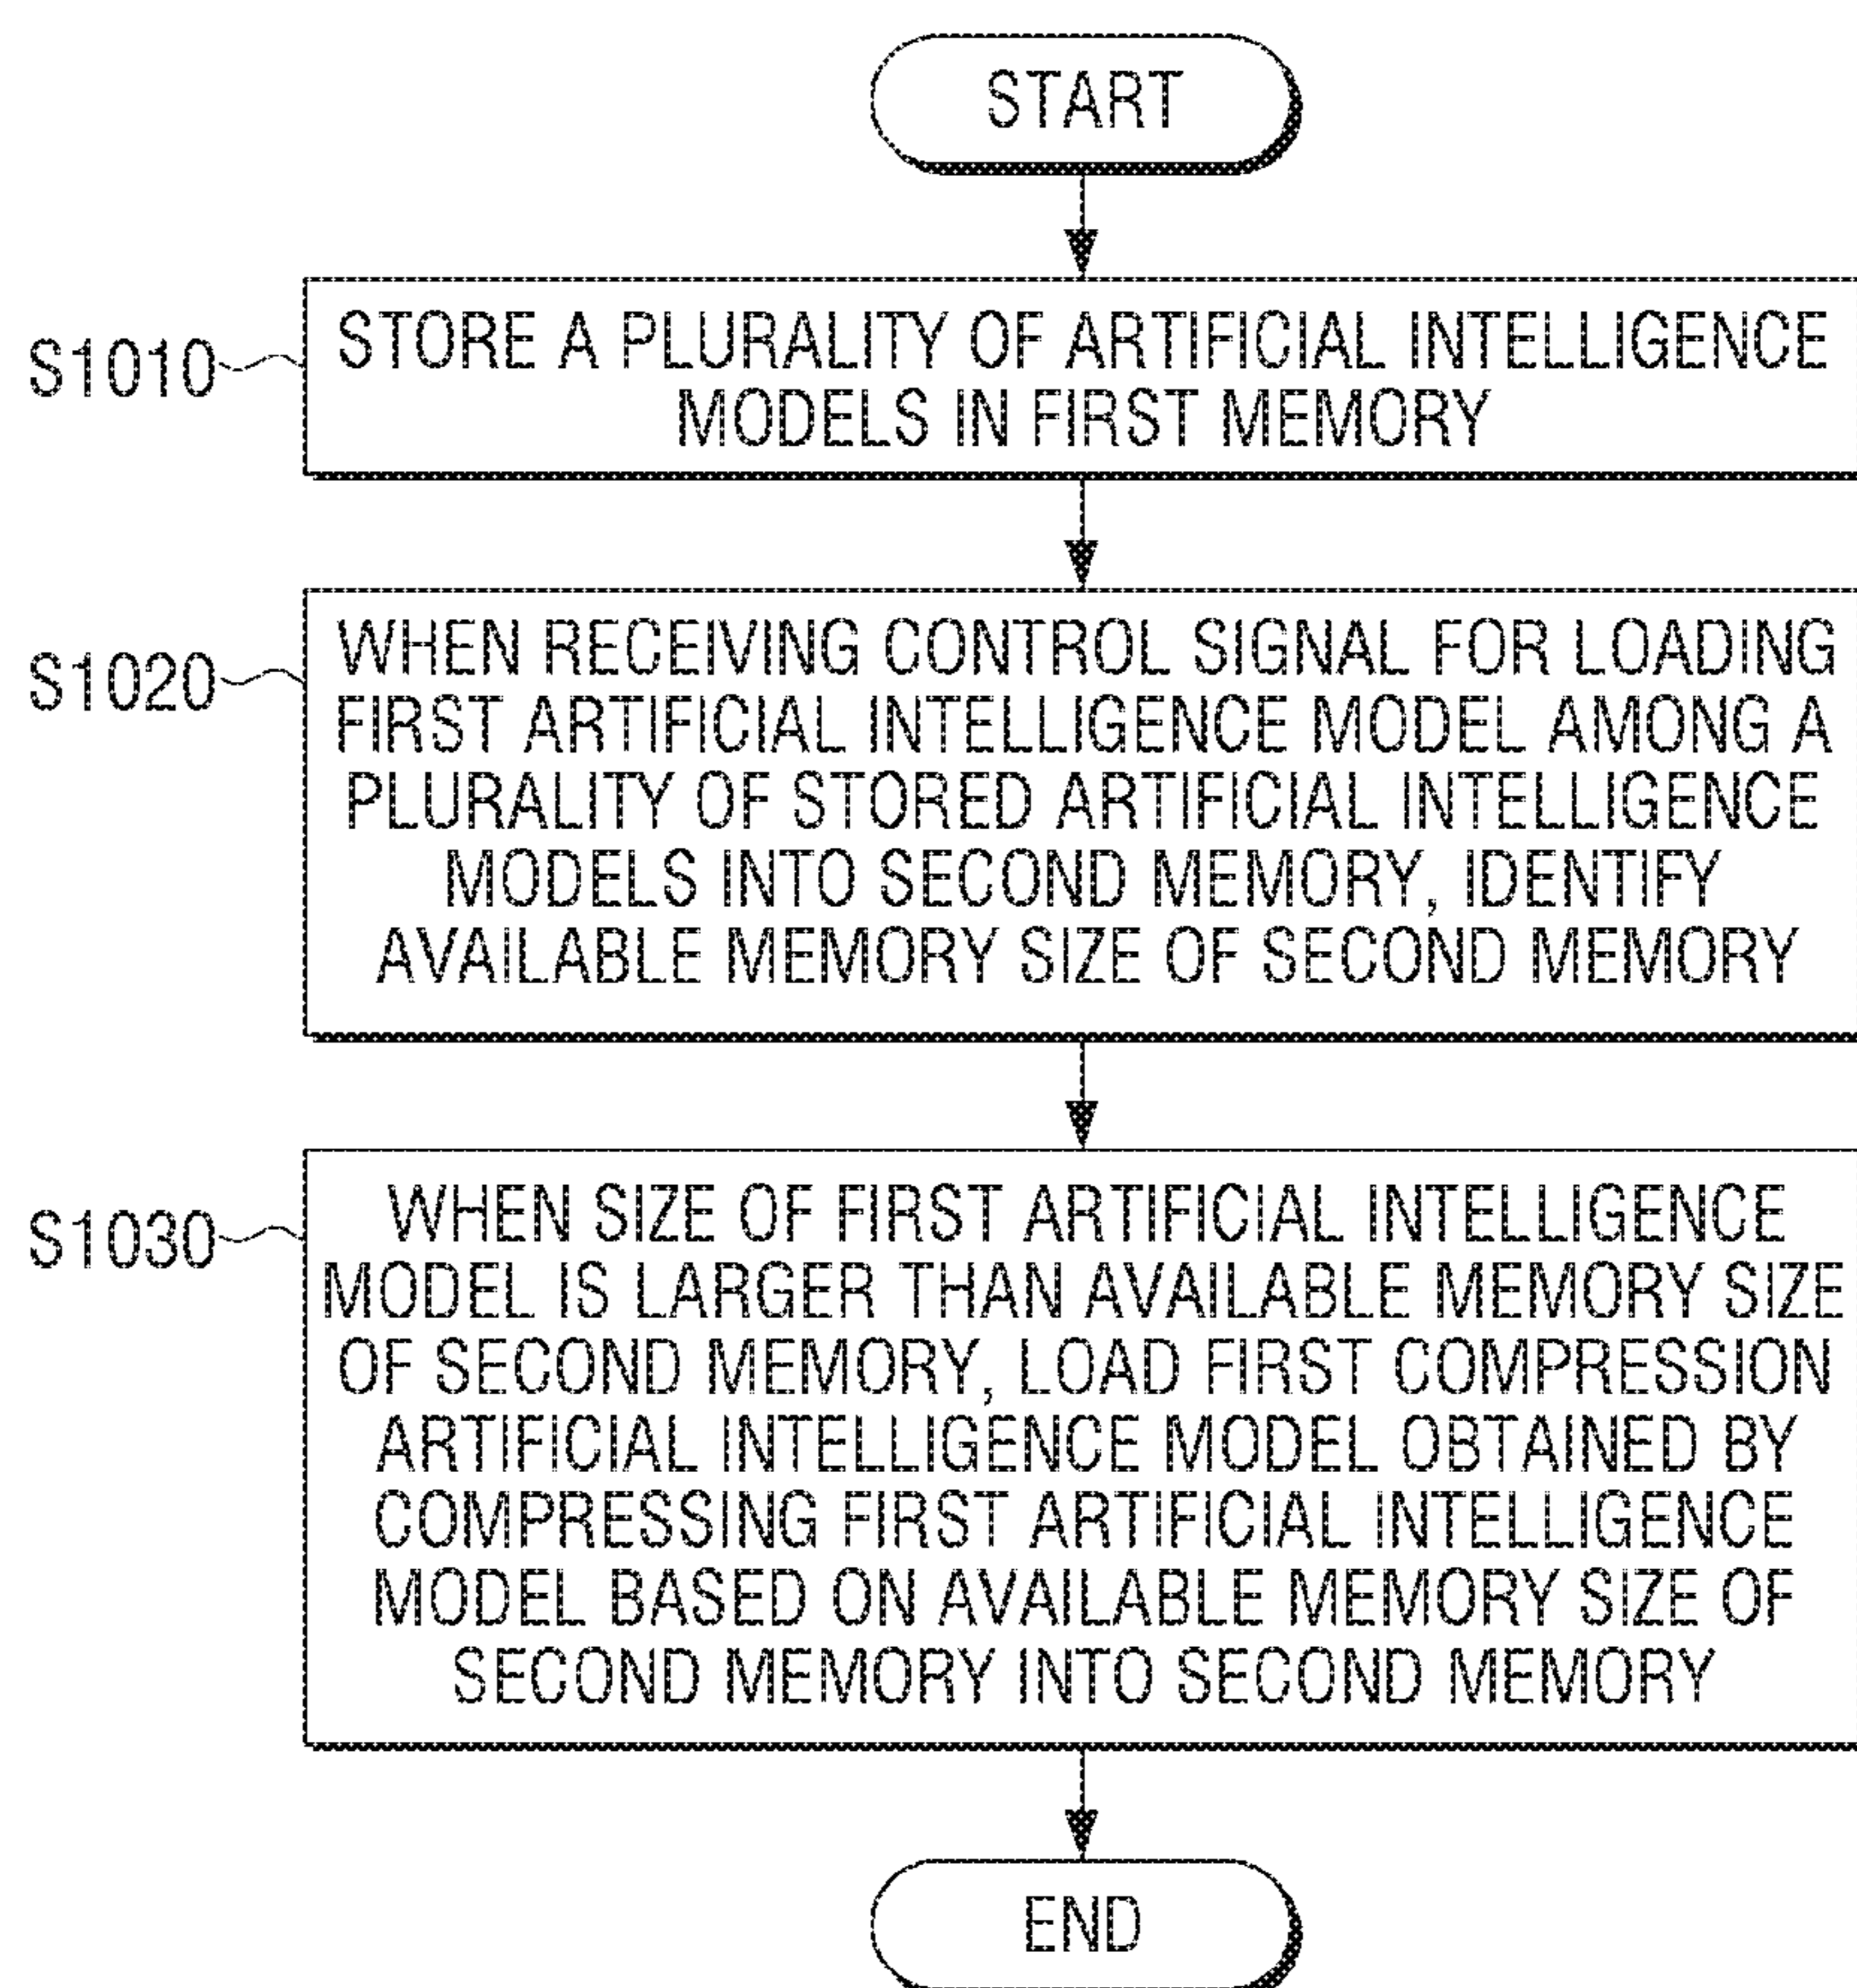 START
S1010
STORE A PLURALITY OF ARTIFICIAL INTELLIGENCE
MODELS IN FIRST MEMORY
S1020
WHEN RECEIVING CONTROL SIGNAL FOR LOADING
FIRST ARTIFICIAL INTELLIGENCE MODEL AMONG A
PLURALITY OF STORED ARTIFICIAL INTELLIGENCE
MODELS INTO SECOND MEMORY, IDENTIFY
AVAILABLE MEMORY SIZE OF SECOND MEMORY
S1030
WHEN SIZE OF FIRST ARTIFICIAL INTELLIGENCE
MODEL IS LARGER THAN AVAILABLE MEMORY SIZE
OF SECOND MEMORY, LOAD FIRST COMPRESSION
ARTIFICIAL INTELLIGENCE MODEL OBTAINED BY
COMPRESSING FIRST ARTIFICIAL INTELLIGENCE
MODEL BASED ON AVAILABLE MEMORY SIZE OF
SECOND MEMORY INTO SECOND MEMORY
END